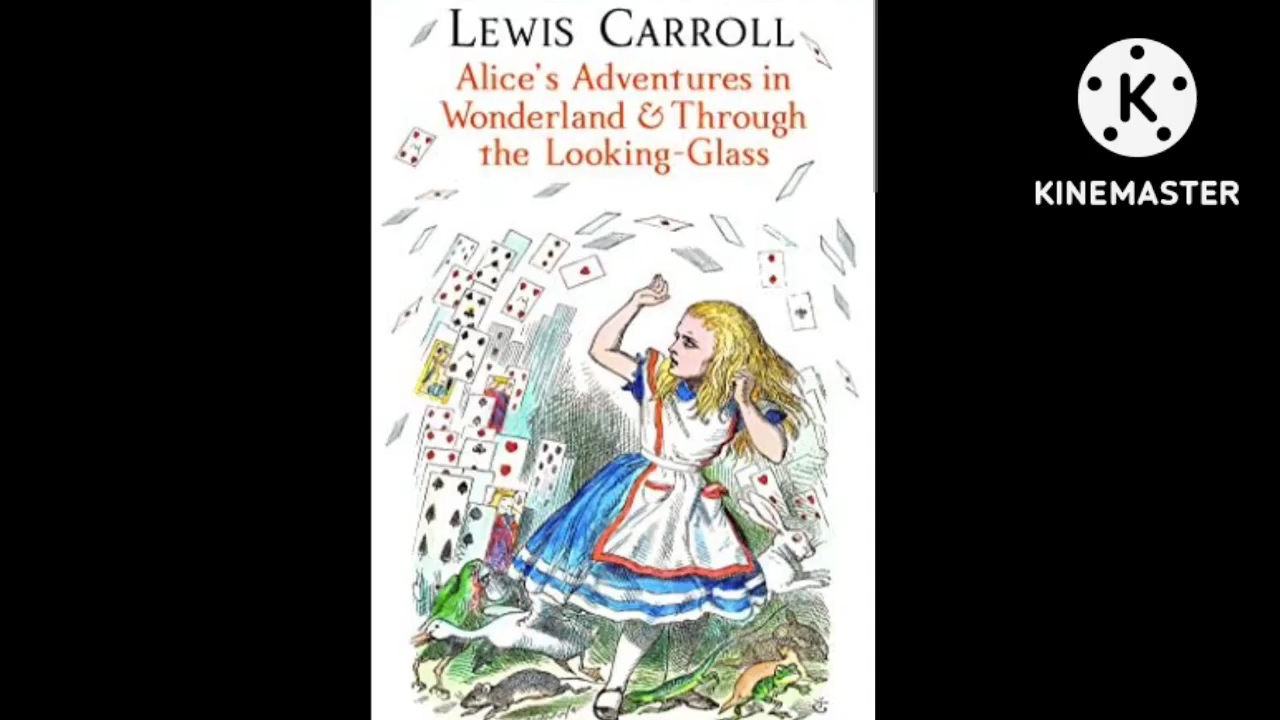 LEWIS CARROLL
Alice's Adventures in
Wonderland & Through
the Looking-Glass
K
KINEMASTER